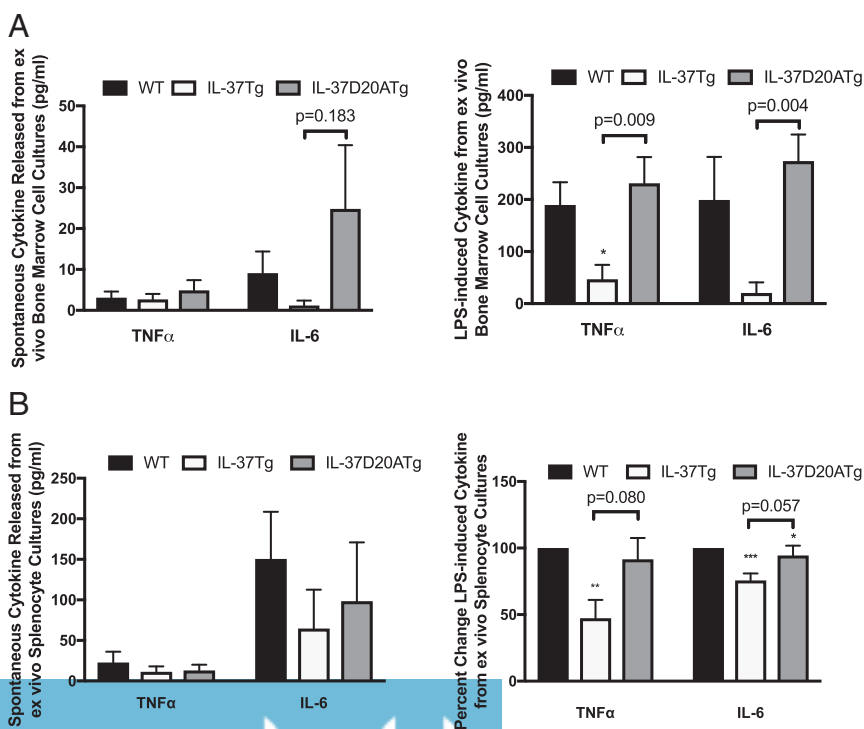 A
Spontaneous Cytokine Released from ex
vivo Bone Marrow Cell Cultures (pg/ml)
WT IL-37Tg IL-37D20ATg
50
40
30
20
10
0
p=0.183
TNFα IL-6
LPS-induced Cytokine from ex vivo
Bone Marrow Cell Cultures (pg/ml)
WT IL-37Tg IL-37D20ATg
400
300
200
100
0
p=0.009
p=0.004
*
TNFα IL-6
B
Spontaneous Cytokine Released from
ex vivo Splenocyte Cultures (pg/ml)
WT IL-37Tg IL-37D20ATg
250
200
150
100
50
0
TNFα IL-6
Percent Change LPS-induced Cytokine
from ex vivo Splenocyte Cultures
WT IL-37Tg IL-37D20ATg
150
100
50
0
p=0.080
p=0.057
**
***
*
TNFα IL-6